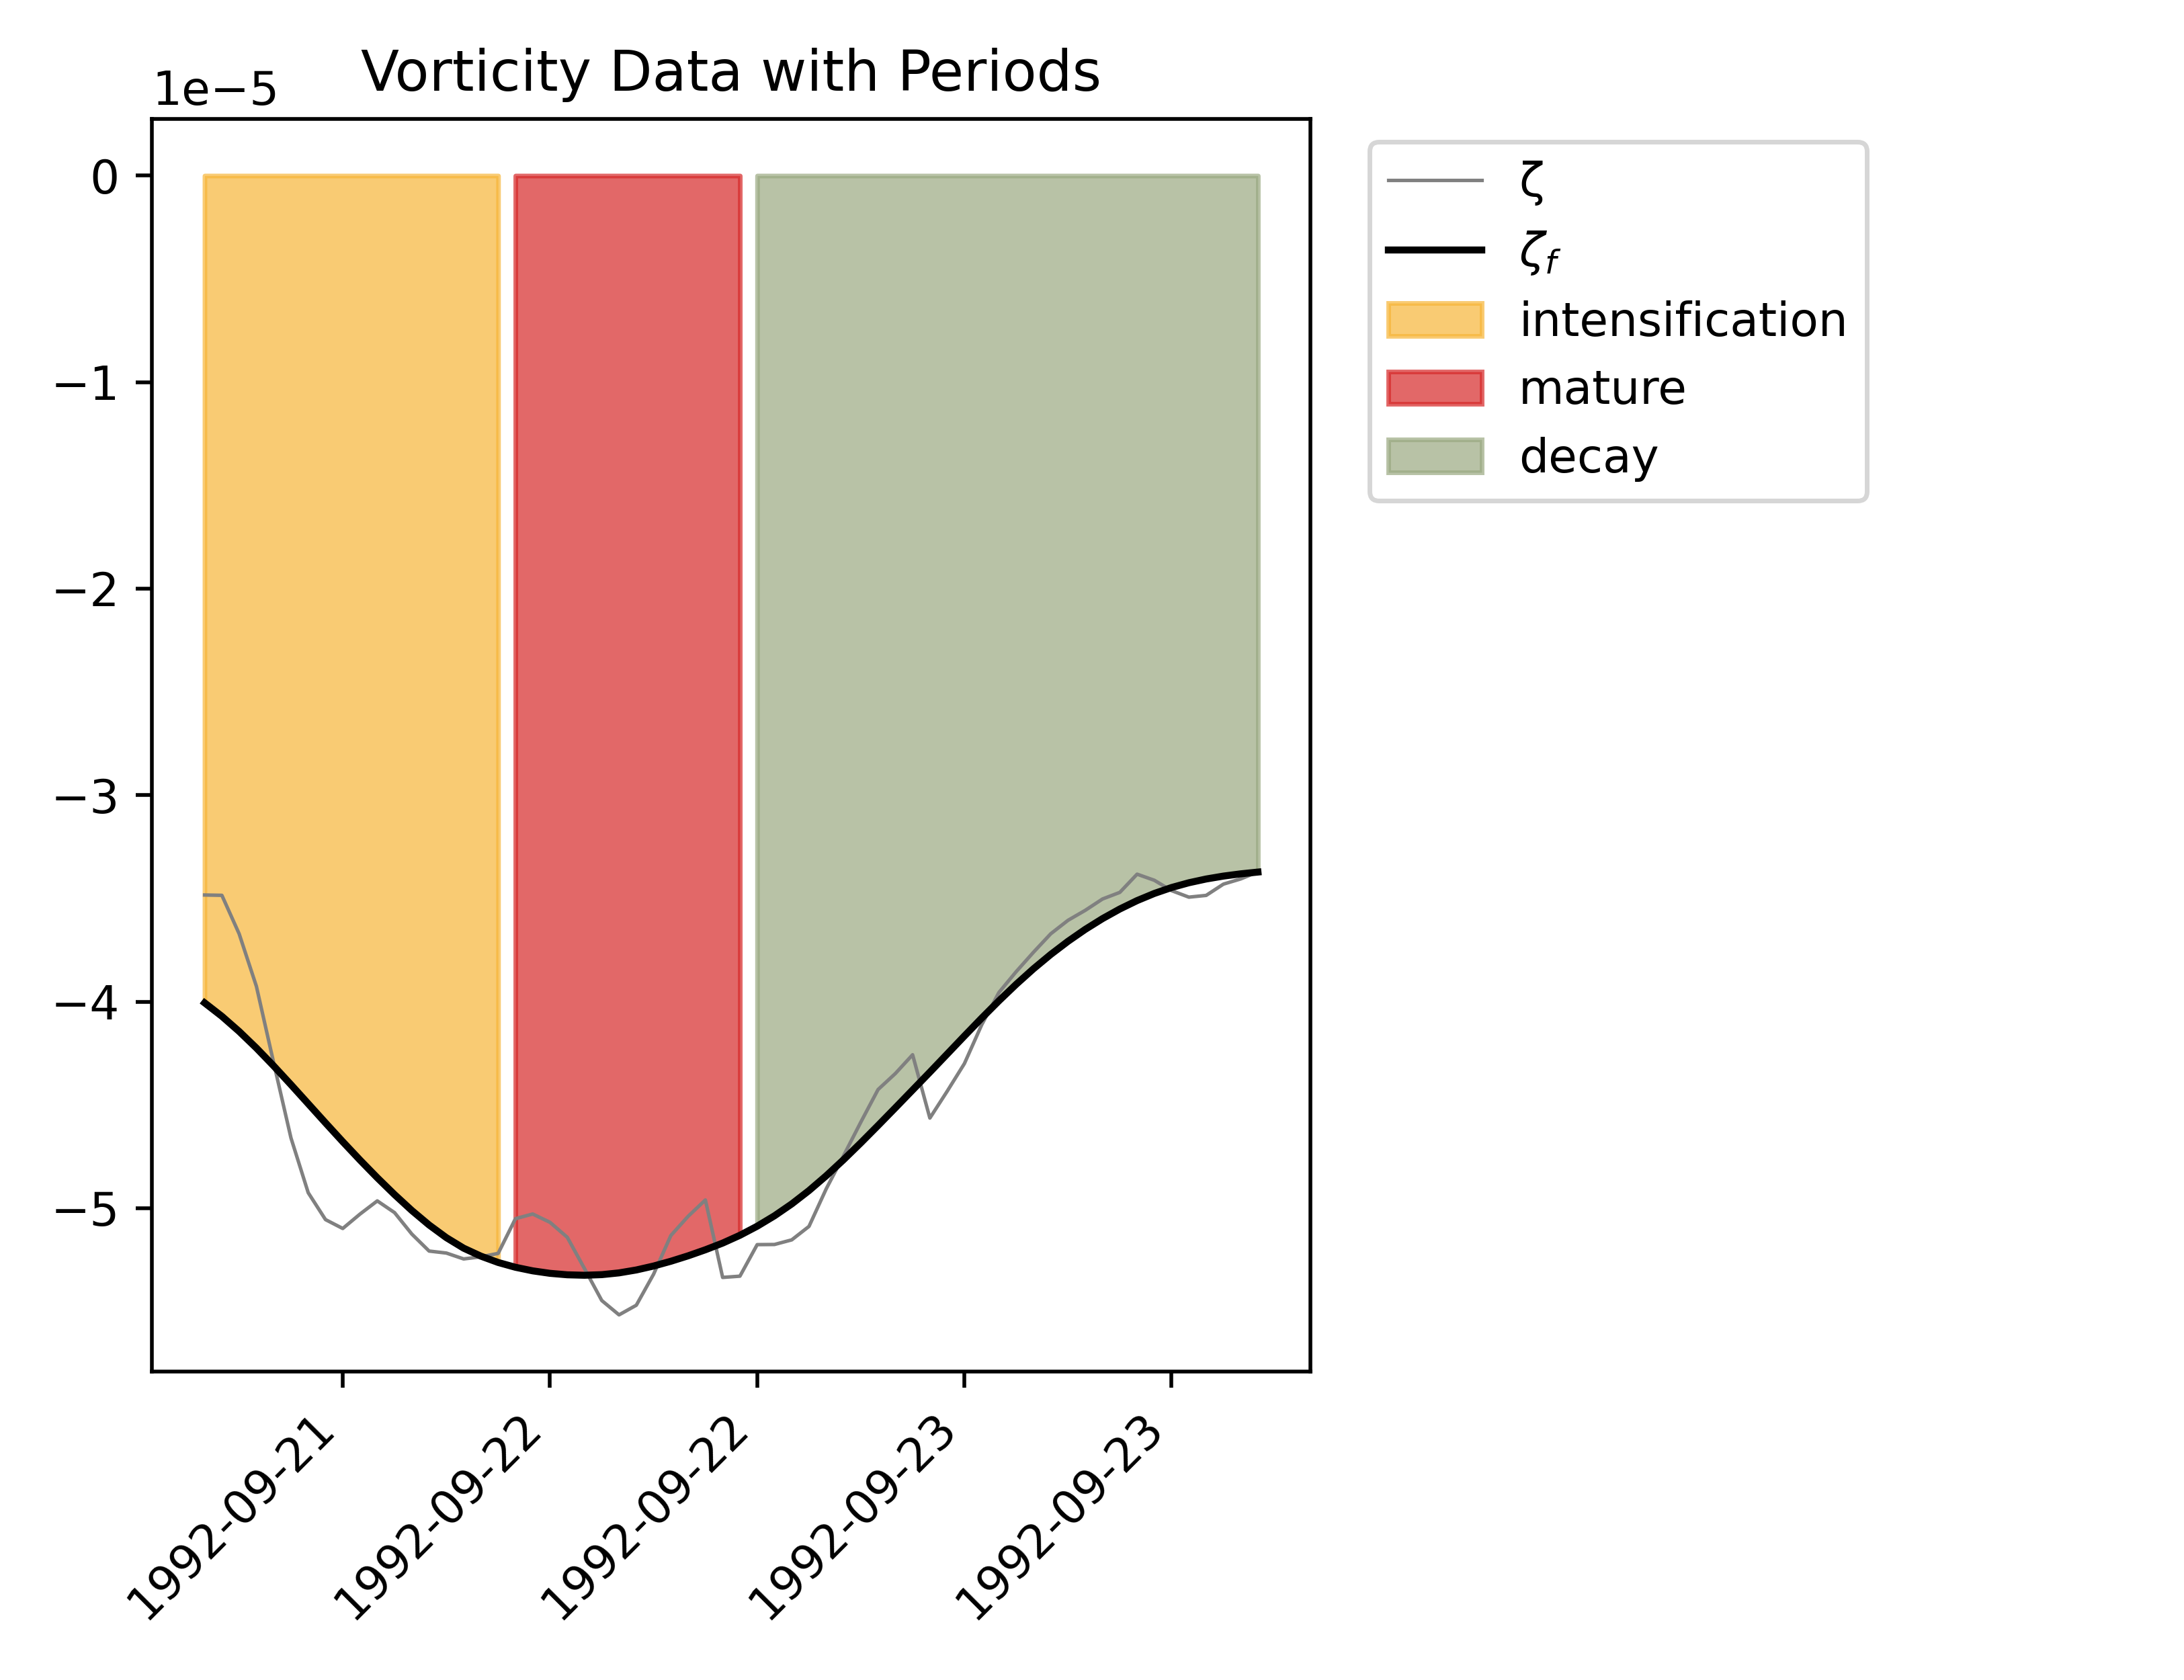 Vorticity Data with Periods
1e−5
0
−1
−2
−3
−4
−5
1992-09-21
1992-09-22
1992-09-22
1992-09-23
1992-09-23
ζ
ζf
intensification
mature
decay